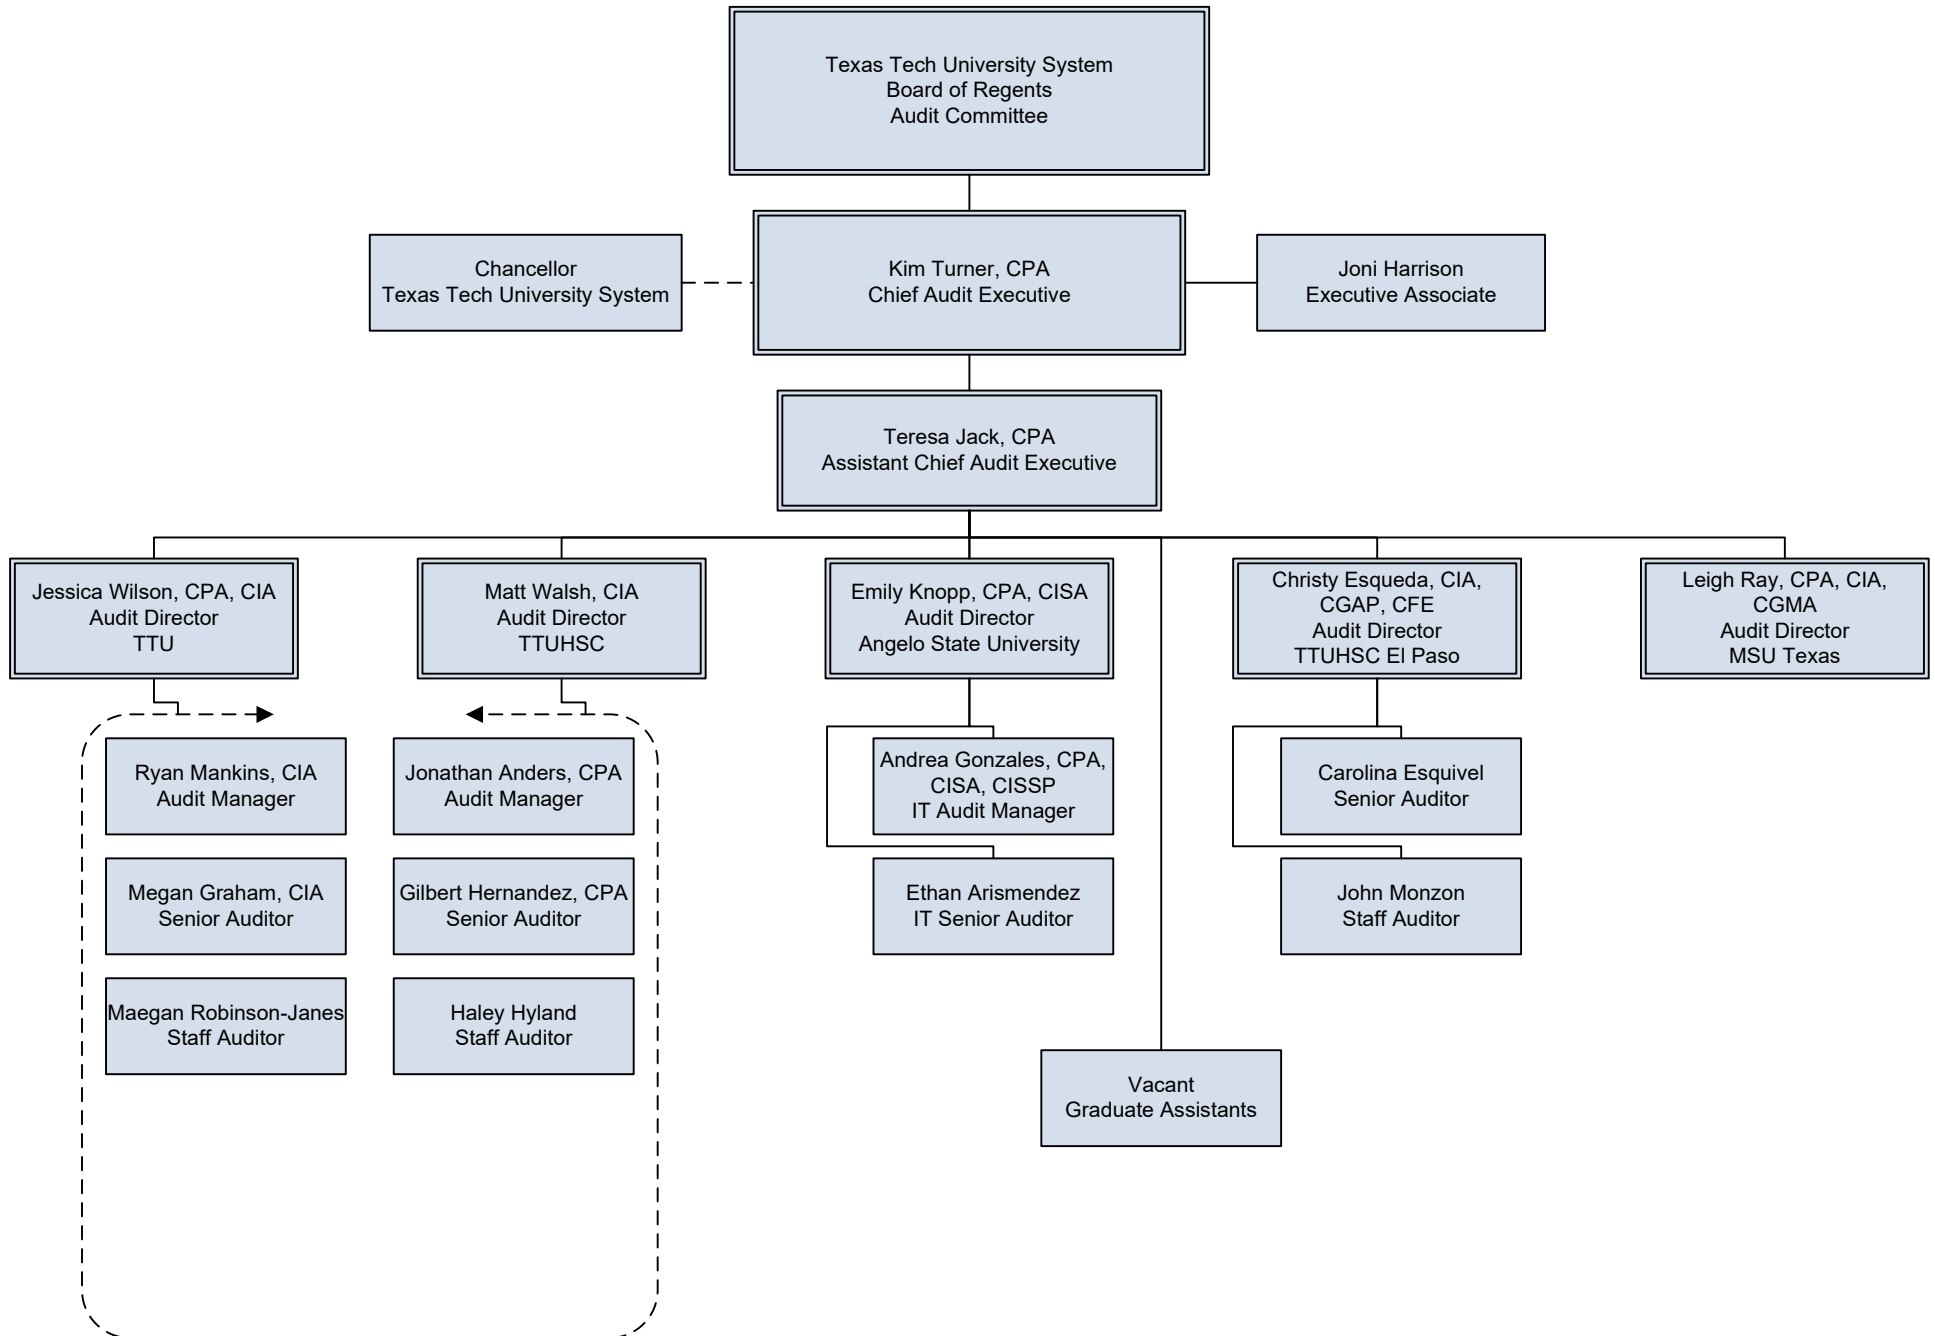 Texas Tech University System
Board of Regents
Audit Committee
Chancellor
Texas Tech University System
Kim Turner, CPA
Chief Audit Executive
Joni Harrison
Executive Associate
Teresa Jack, CPA
Assistant Chief Audit Executive
Jessica Wilson, CPA, CIA
Audit Director
TTU
Matt Walsh, CIA
Audit Director
TTUHSC
Emily Knopp, CPA, CISA
Audit Director
Angelo State University
Christy Esqueda, CIA,
CGAP, CFE
Audit Director
TTUHSC El Paso
Leigh Ray, CPA, CIA,
CGMA
Audit Director
MSU Texas
Ryan Mankins, CIA
Audit Manager
Jonathan Anders, CPA
Audit Manager
Andrea Gonzales, CPA,
CISA, CISSP
IT Audit Manager
Carolina Esquivel
Senior Auditor
Megan Graham, CIA
Senior Auditor
Gilbert Hernandez, CPA
Senior Auditor
Ethan Arismendez
IT Senior Auditor
John Monzon
Staff Auditor
Maegan Robinson-Janes
Staff Auditor
Haley Hyland
Staff Auditor
Vacant
Graduate Assistants